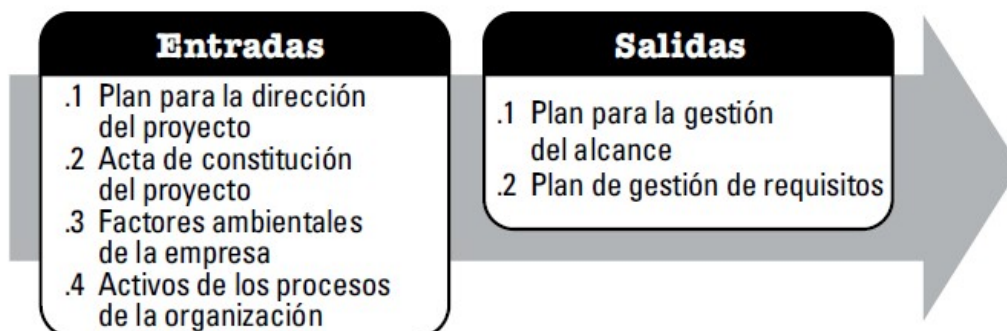 Entradas
.1 Plan para la dirección
del proyecto
.2 Acta de constitución
del proyecto
.3 Factores ambientales
de la empresa
.4 Activos de los procesos
de la organización
Salidas
.1 Plan para la gestión
del alcance
.2 Plan de gestión de requisitos